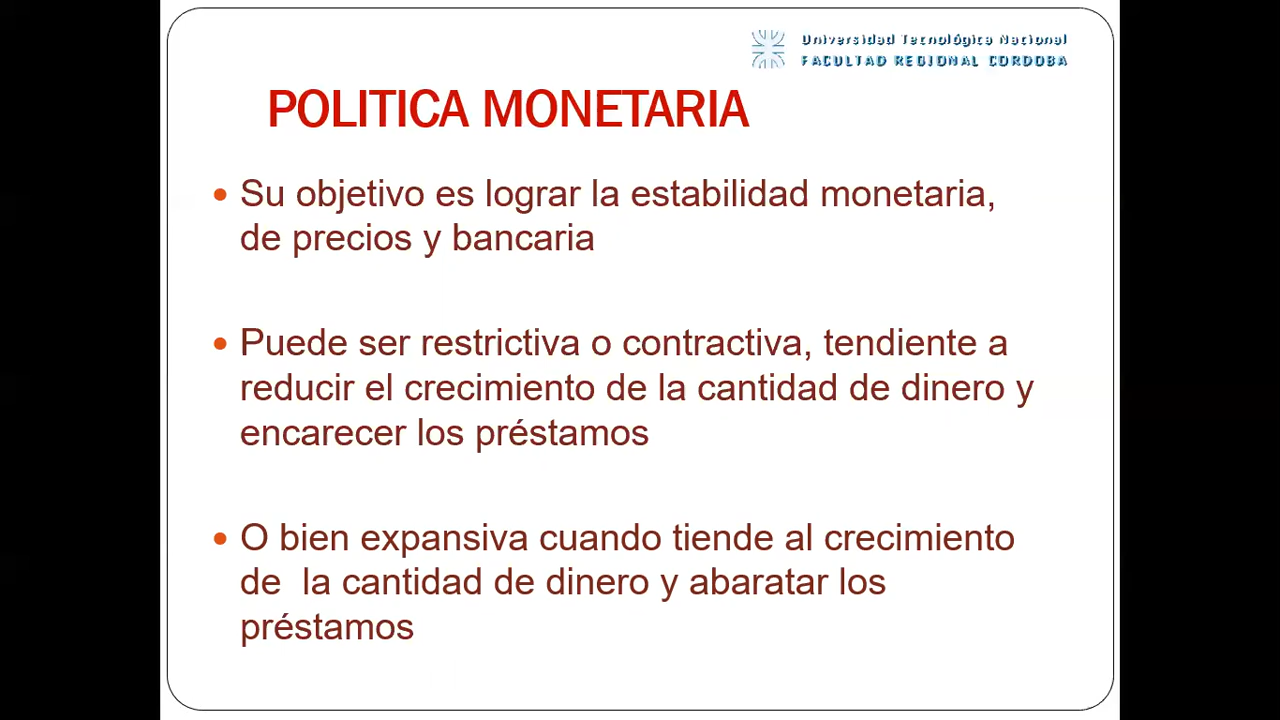 Universidad Tecnológica Nacional
FACULTAD REGIONAL CORDOBA
POLITICA MONETARIA
• Su objetivo es lograr la estabilidad monetaria,
de precios y bancaria
• Puede ser restrictiva o contractiva, tendiente a
reducir el crecimiento de la cantidad de dinero y
encarecer los préstamos
• O bien expansiva cuando tiende al crecimiento
de  la cantidad de dinero y abaratar los
préstamos